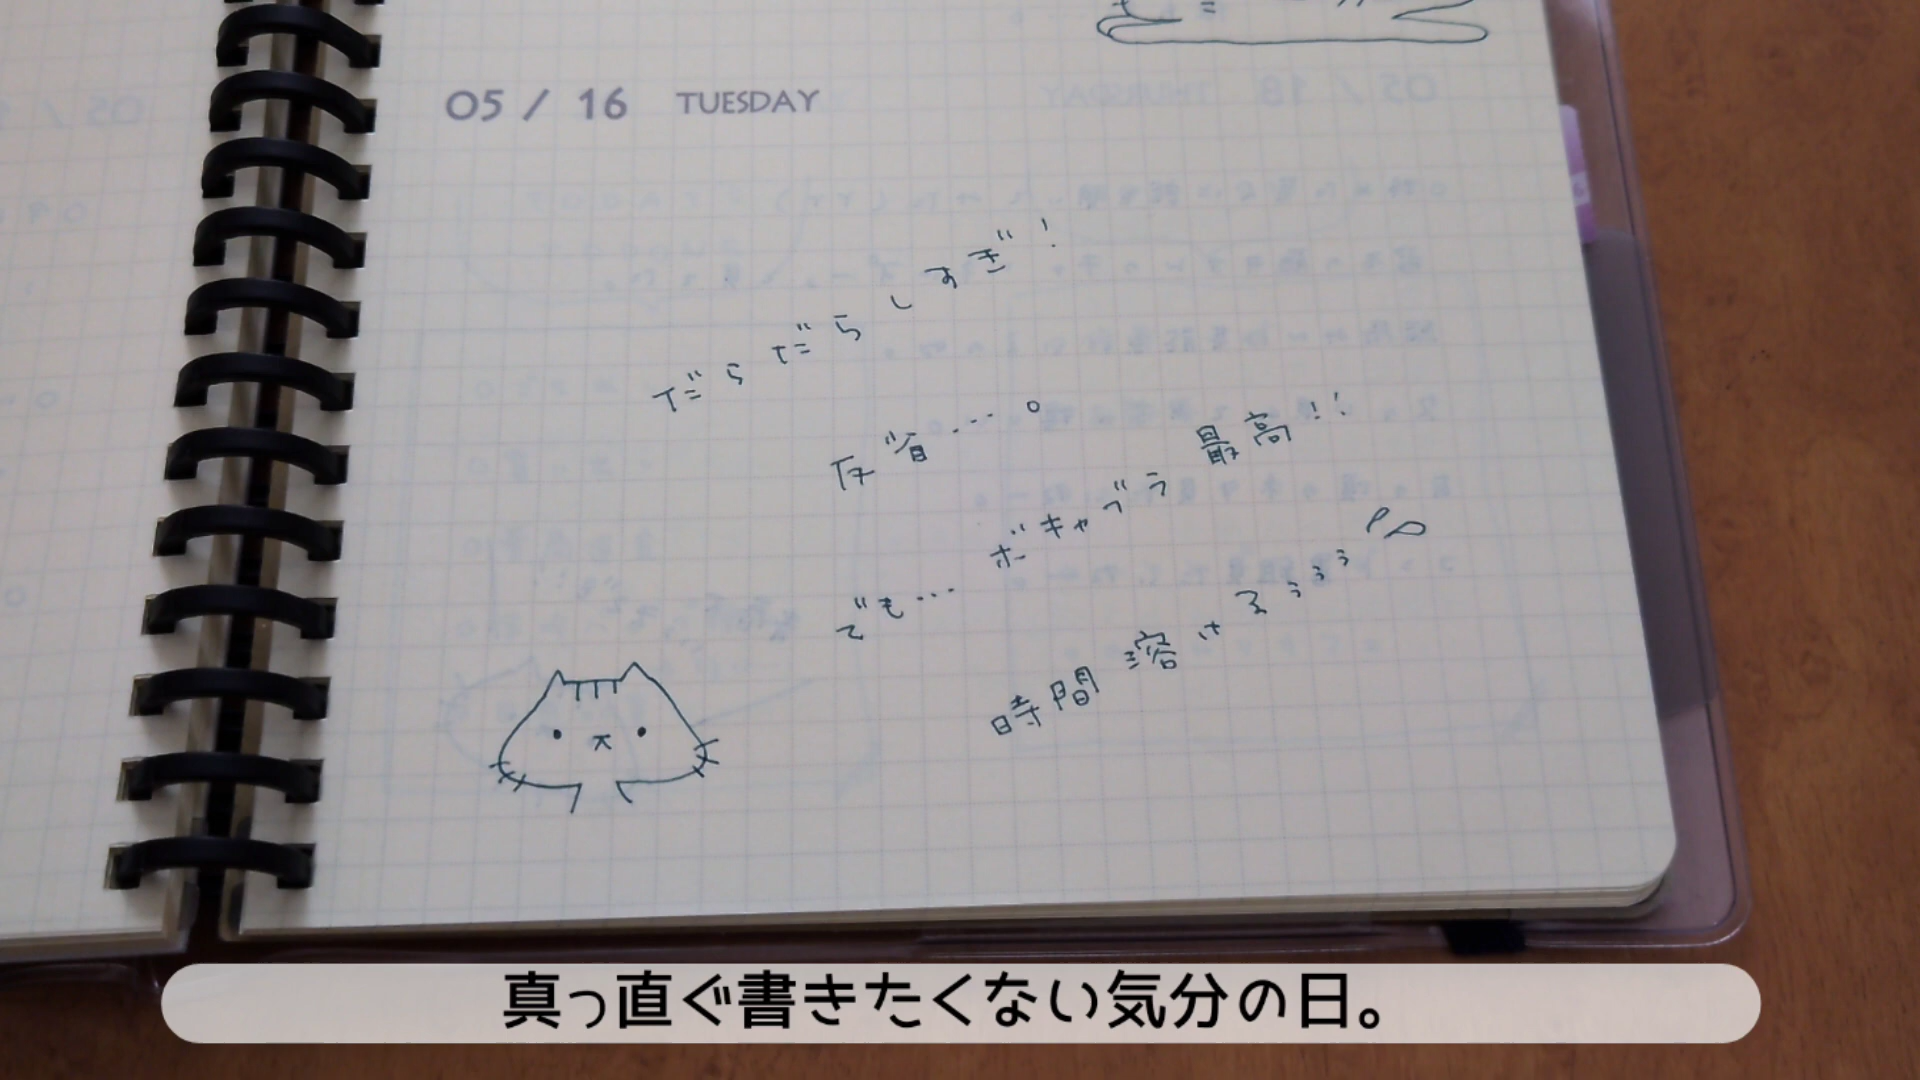 05 / 16 TUESDAY
だらだらしすぎ!
反省…。
でも… ボキャブラ 最高!!
時間溶けるぅぅぅ
真っ直ぐ書きたくない気分の日。